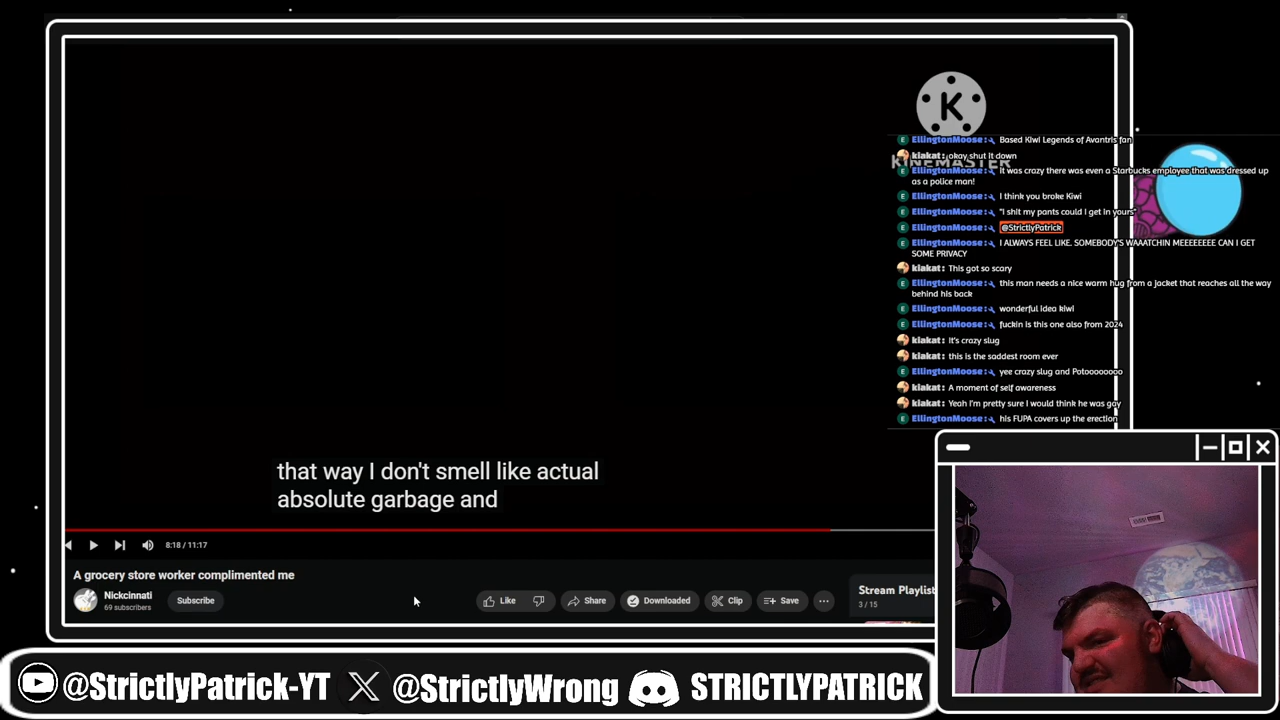 K
KINEMASTER
E EllingtonMoose: Based Kiwi Legends of Avantris fan
kiakat: okay shut it down
E EllingtonMoose: It was crazy there was even a Starbucks employee that was dressed up
as a police man!
E EllingtonMoose: I think you broke Kiwi
E EllingtonMoose: "I shit my pants could I get in yours"
E EllingtonMoose: @StrictlyPatrick
E EllingtonMoose: I ALWAYS FEEL LIKE. SOMEBODY'S WAAATCHIN MEEEEEEE CAN I GET
SOME PRIVACY
kiakat: This got so scary
E EllingtonMoose: this man needs a nice warm hug from a jacket that reaches all the way
behind his back
E EllingtonMoose: wonderful idea kiwi
E EllingtonMoose: fuckin is this one also from 2024
kiakat: It's crazy slug
kiakat: this is the saddest room ever
E EllingtonMoose: yee crazy slug and Potooooooo
kiakat: A moment of self awareness
kiakat: Yeah I'm pretty sure I would think he was gay
E EllingtonMoose: his FUPA covers up the erection
that way I don't smell like actual
absolute garbage and
8:18 / 11:17
A grocery store worker complimented me
Nickcinnati
69 subscribers
Subscribe
Like
Share
Downloaded
Clip
Save
Stream Playlist
3 / 15
@StrictlyPatrick-YT @StrictlyWrong STRICTLYPATRICK